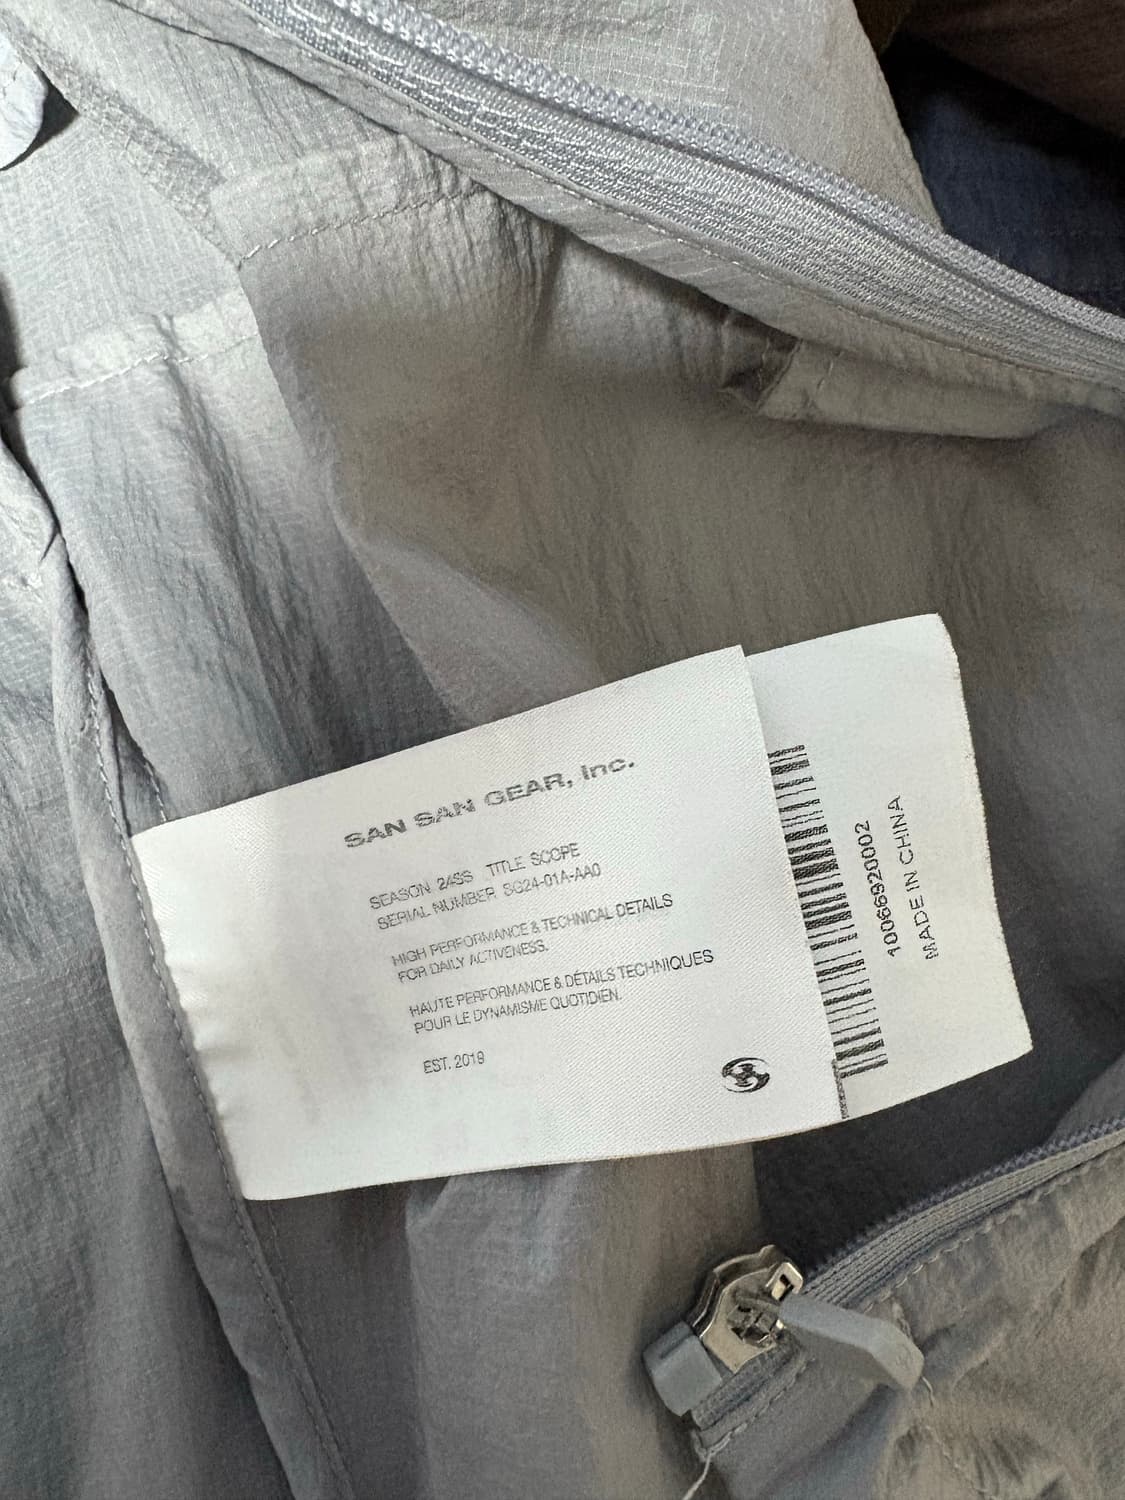 SAN SAN GEAR, Inc.
SEASON 24SS TITLE SCOPE
SERIAL NUMBER SG24-01A-AA0
HIGH PERFORMANCE & TECHNICAL DETAILS
FOR DAILY ACTIVENESS.
HAUTE PERFORMANCE & DÉTAILS TECHNIQUES
POUR LE DYNAMISME QUOTIDIEN.
EST. 2019
10066920002
MADE IN CHINA